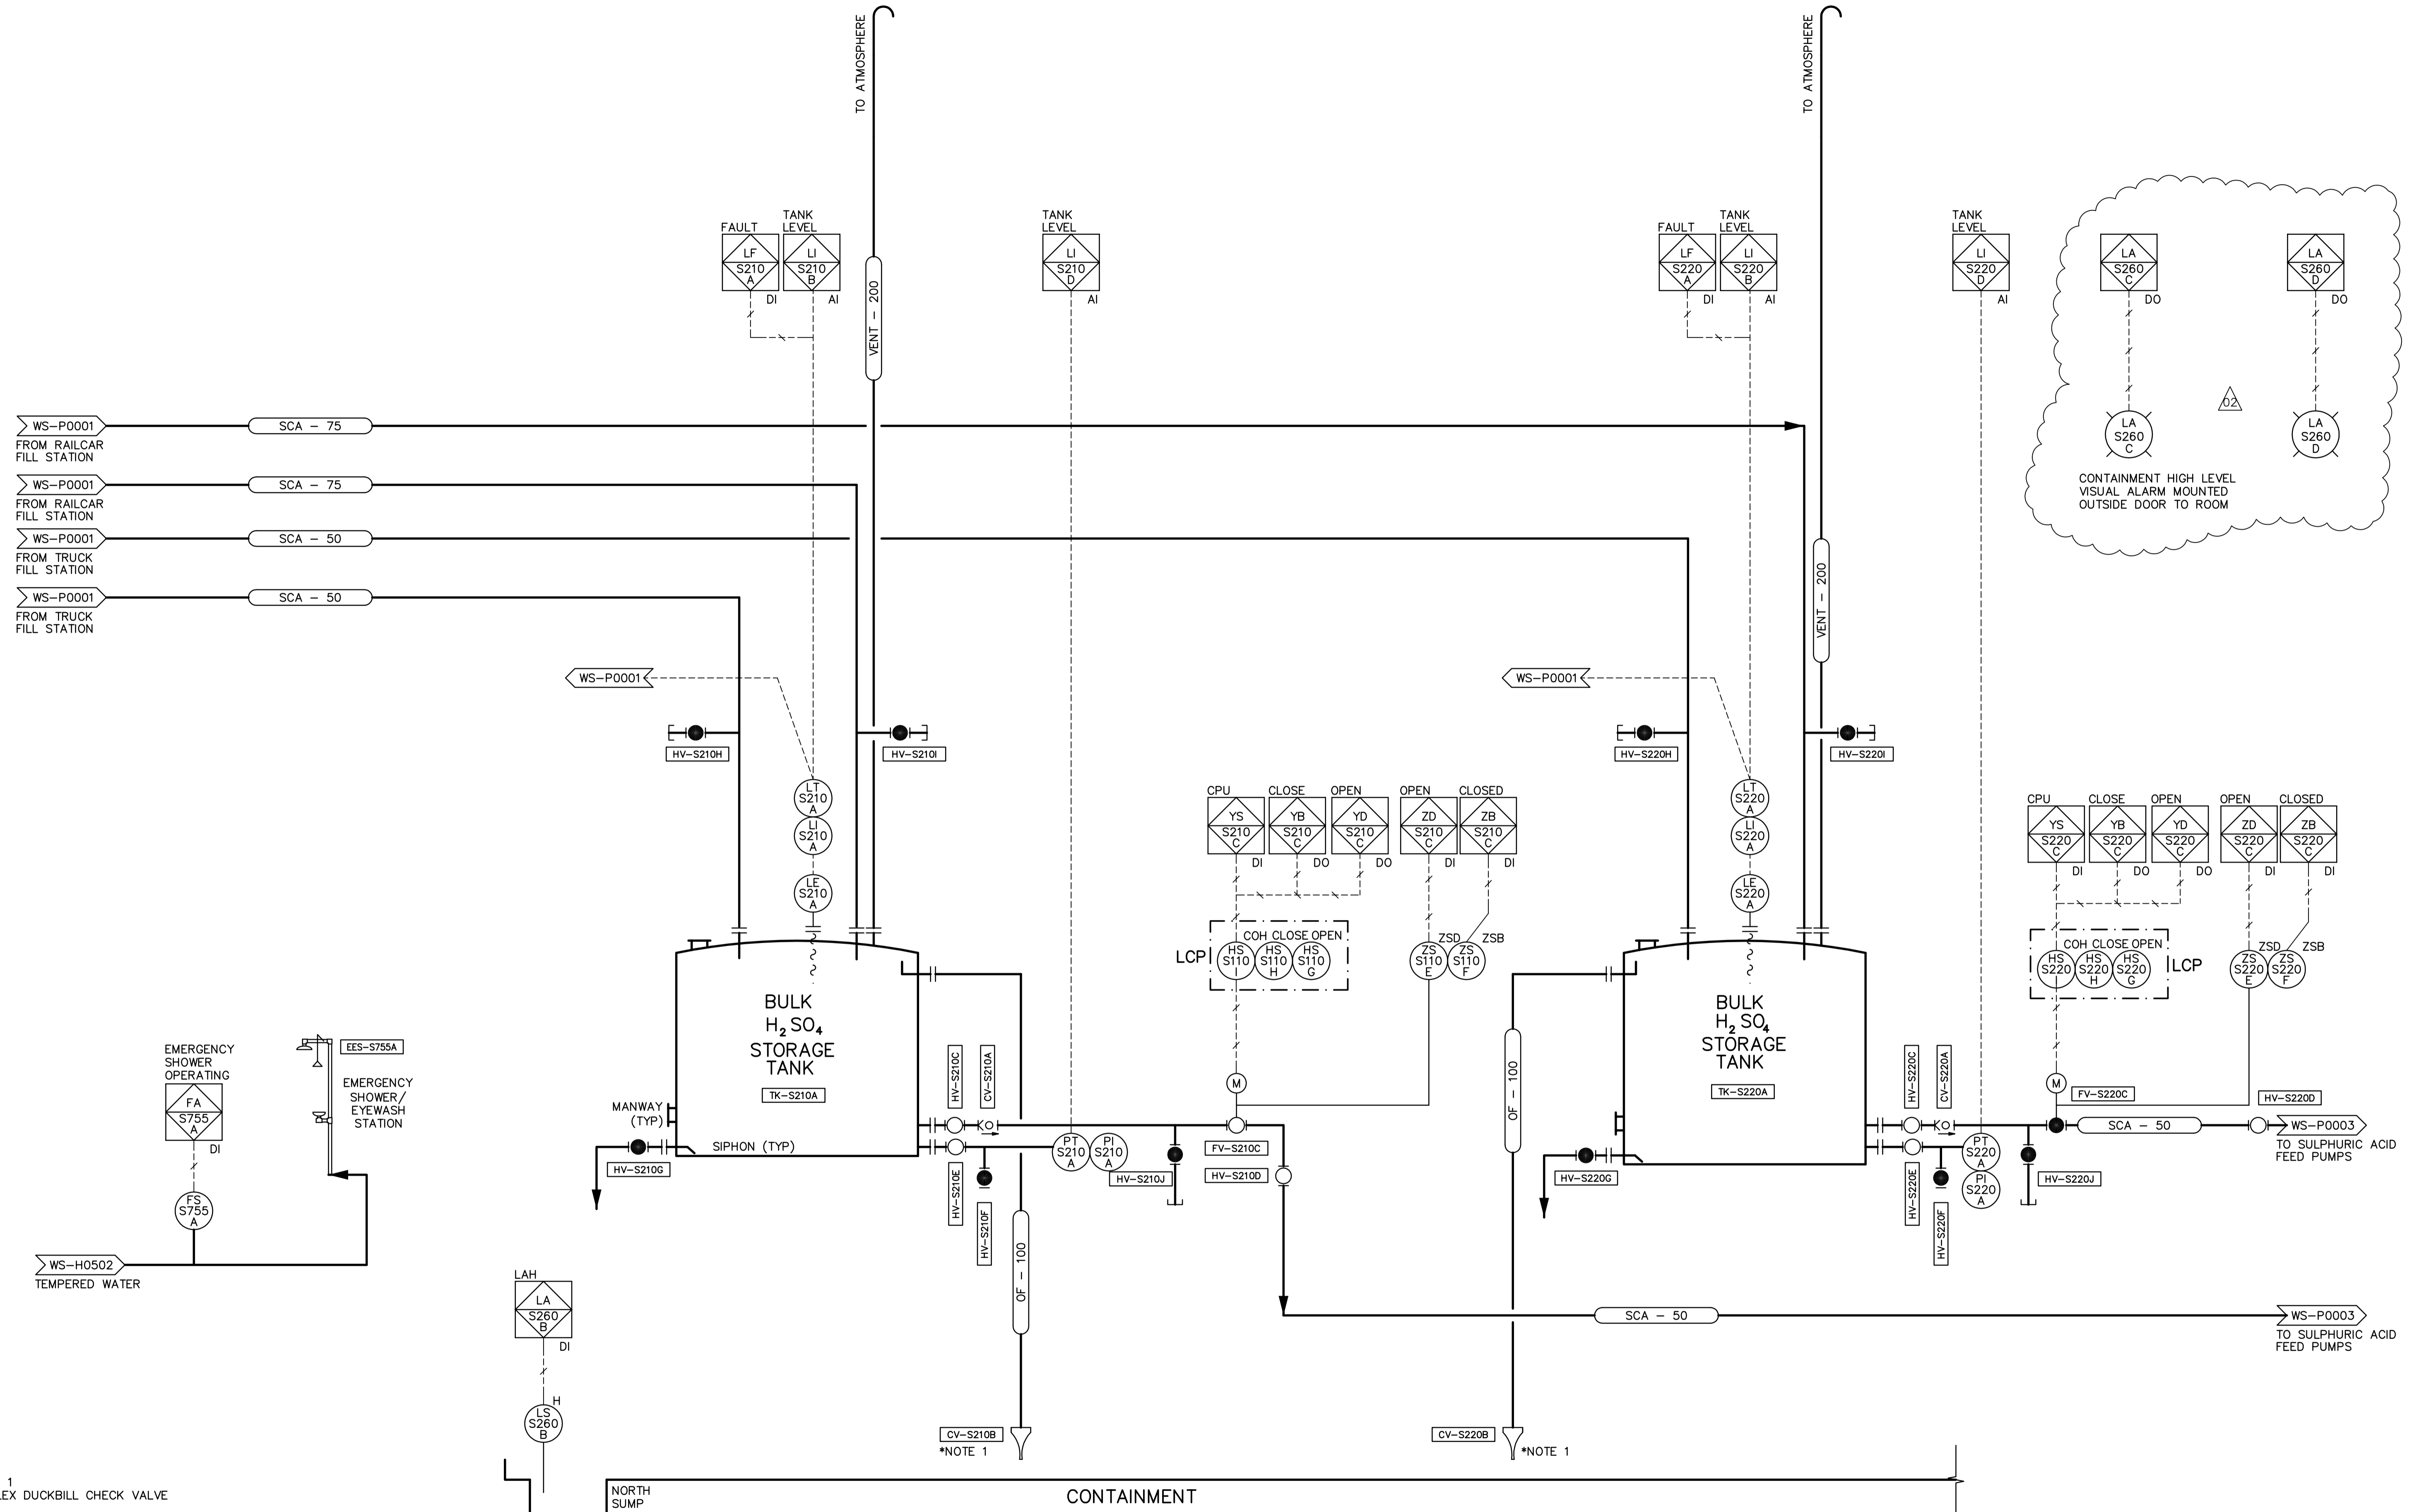 TO ATMOSPHERE
TO ATMOSPHERE
FAULT
LF
S210
A
DI
TANK
LEVEL
LI
S210
B
AI
VENT - 200
TANK
LEVEL
LI
S210
D
AI
FAULT
LF
S220
A
DI
TANK
LEVEL
LI
S220
B
AI
VENT - 200
TANK
LEVEL
LI
S220
D
AI
LA
S260
C
DO
LA
S260
D
DO
LA
S260
C
02
LA
S260
D
CONTAINMENT HIGH LEVEL
VISUAL ALARM MOUNTED
OUTSIDE DOOR TO ROOM
WS-P0001
SCA - 75
FROM RAILCAR
FILL STATION
WS-P0001
SCA - 75
FROM RAILCAR
FILL STATION
WS-P0001
SCA - 50
FROM TRUCK
FILL STATION
WS-P0001
SCA - 50
FROM TRUCK
FILL STATION
WS-P0001
HV-S210H
HV-S210I
LT
S210
A
LI
S210
A
LE
S210
A
CPU
YS
S210
C
DI
CLOSE
YB
S210
C
DO
OPEN
YD
S210
C
DO
OPEN
ZD
S210
C
DI
CLOSED
ZB
S210
C
DI
LCP
COH CLOSE OPEN
HS
S110
HS
S110
H
HS
S110
G
ZSD
ZS
S110
E
ZSB
ZS
S110
F
M
WS-P0001
HV-S220H
HV-S220I
LT
S220
A
LI
S220
A
LE
S220
A
CPU
YS
S220
C
DI
CLOSE
YB
S220
C
DO
OPEN
YD
S220
C
DO
OPEN
ZD
S220
C
DI
CLOSED
ZB
S220
C
DI
COH CLOSE OPEN
HS
S220
HS
S220
H
HS
S220
G
LCP
ZSD
ZS
S220
E
ZSB
ZS
S220
F
M
FV-S220C
HV-S220D
BULK
H2SO4
STORAGE
TANK
TK-S210A
MANWAY
(TYP)
SIPHON (TYP)
HV-S210G
HV-S210C
CV-S210A
HV-S210E
HV-S210F
PT
S210
A
PI
S210
A
HV-S210J
FV-S210C
HV-S210D
OF - 100
CV-S210B
*NOTE 1
BULK
H2SO4
STORAGE
TANK
TK-S220A
HV-S220G
HV-S220C
CV-S220A
HV-S220E
HV-S220F
PT
S220
A
PI
S220
A
HV-S220J
OF - 100
CV-S220B
*NOTE 1
SCA - 50
WS-P0003
TO SULPHURIC ACID
FEED PUMPS
SCA - 50
WS-P0003
TO SULPHURIC ACID
FEED PUMPS
EMERGENCY
SHOWER
OPERATING
FA
S755
A
DI
FS
S755
A
EES-S755A
EMERGENCY
SHOWER/
EYEWASH
STATION
WS-H0502
TEMPERED WATER
LAH
LA
S260
B
DI
H
LS
S260
B
1
EX DUCKBILL CHECK VALVE
NORTH
SUMP
CONTAINMENT